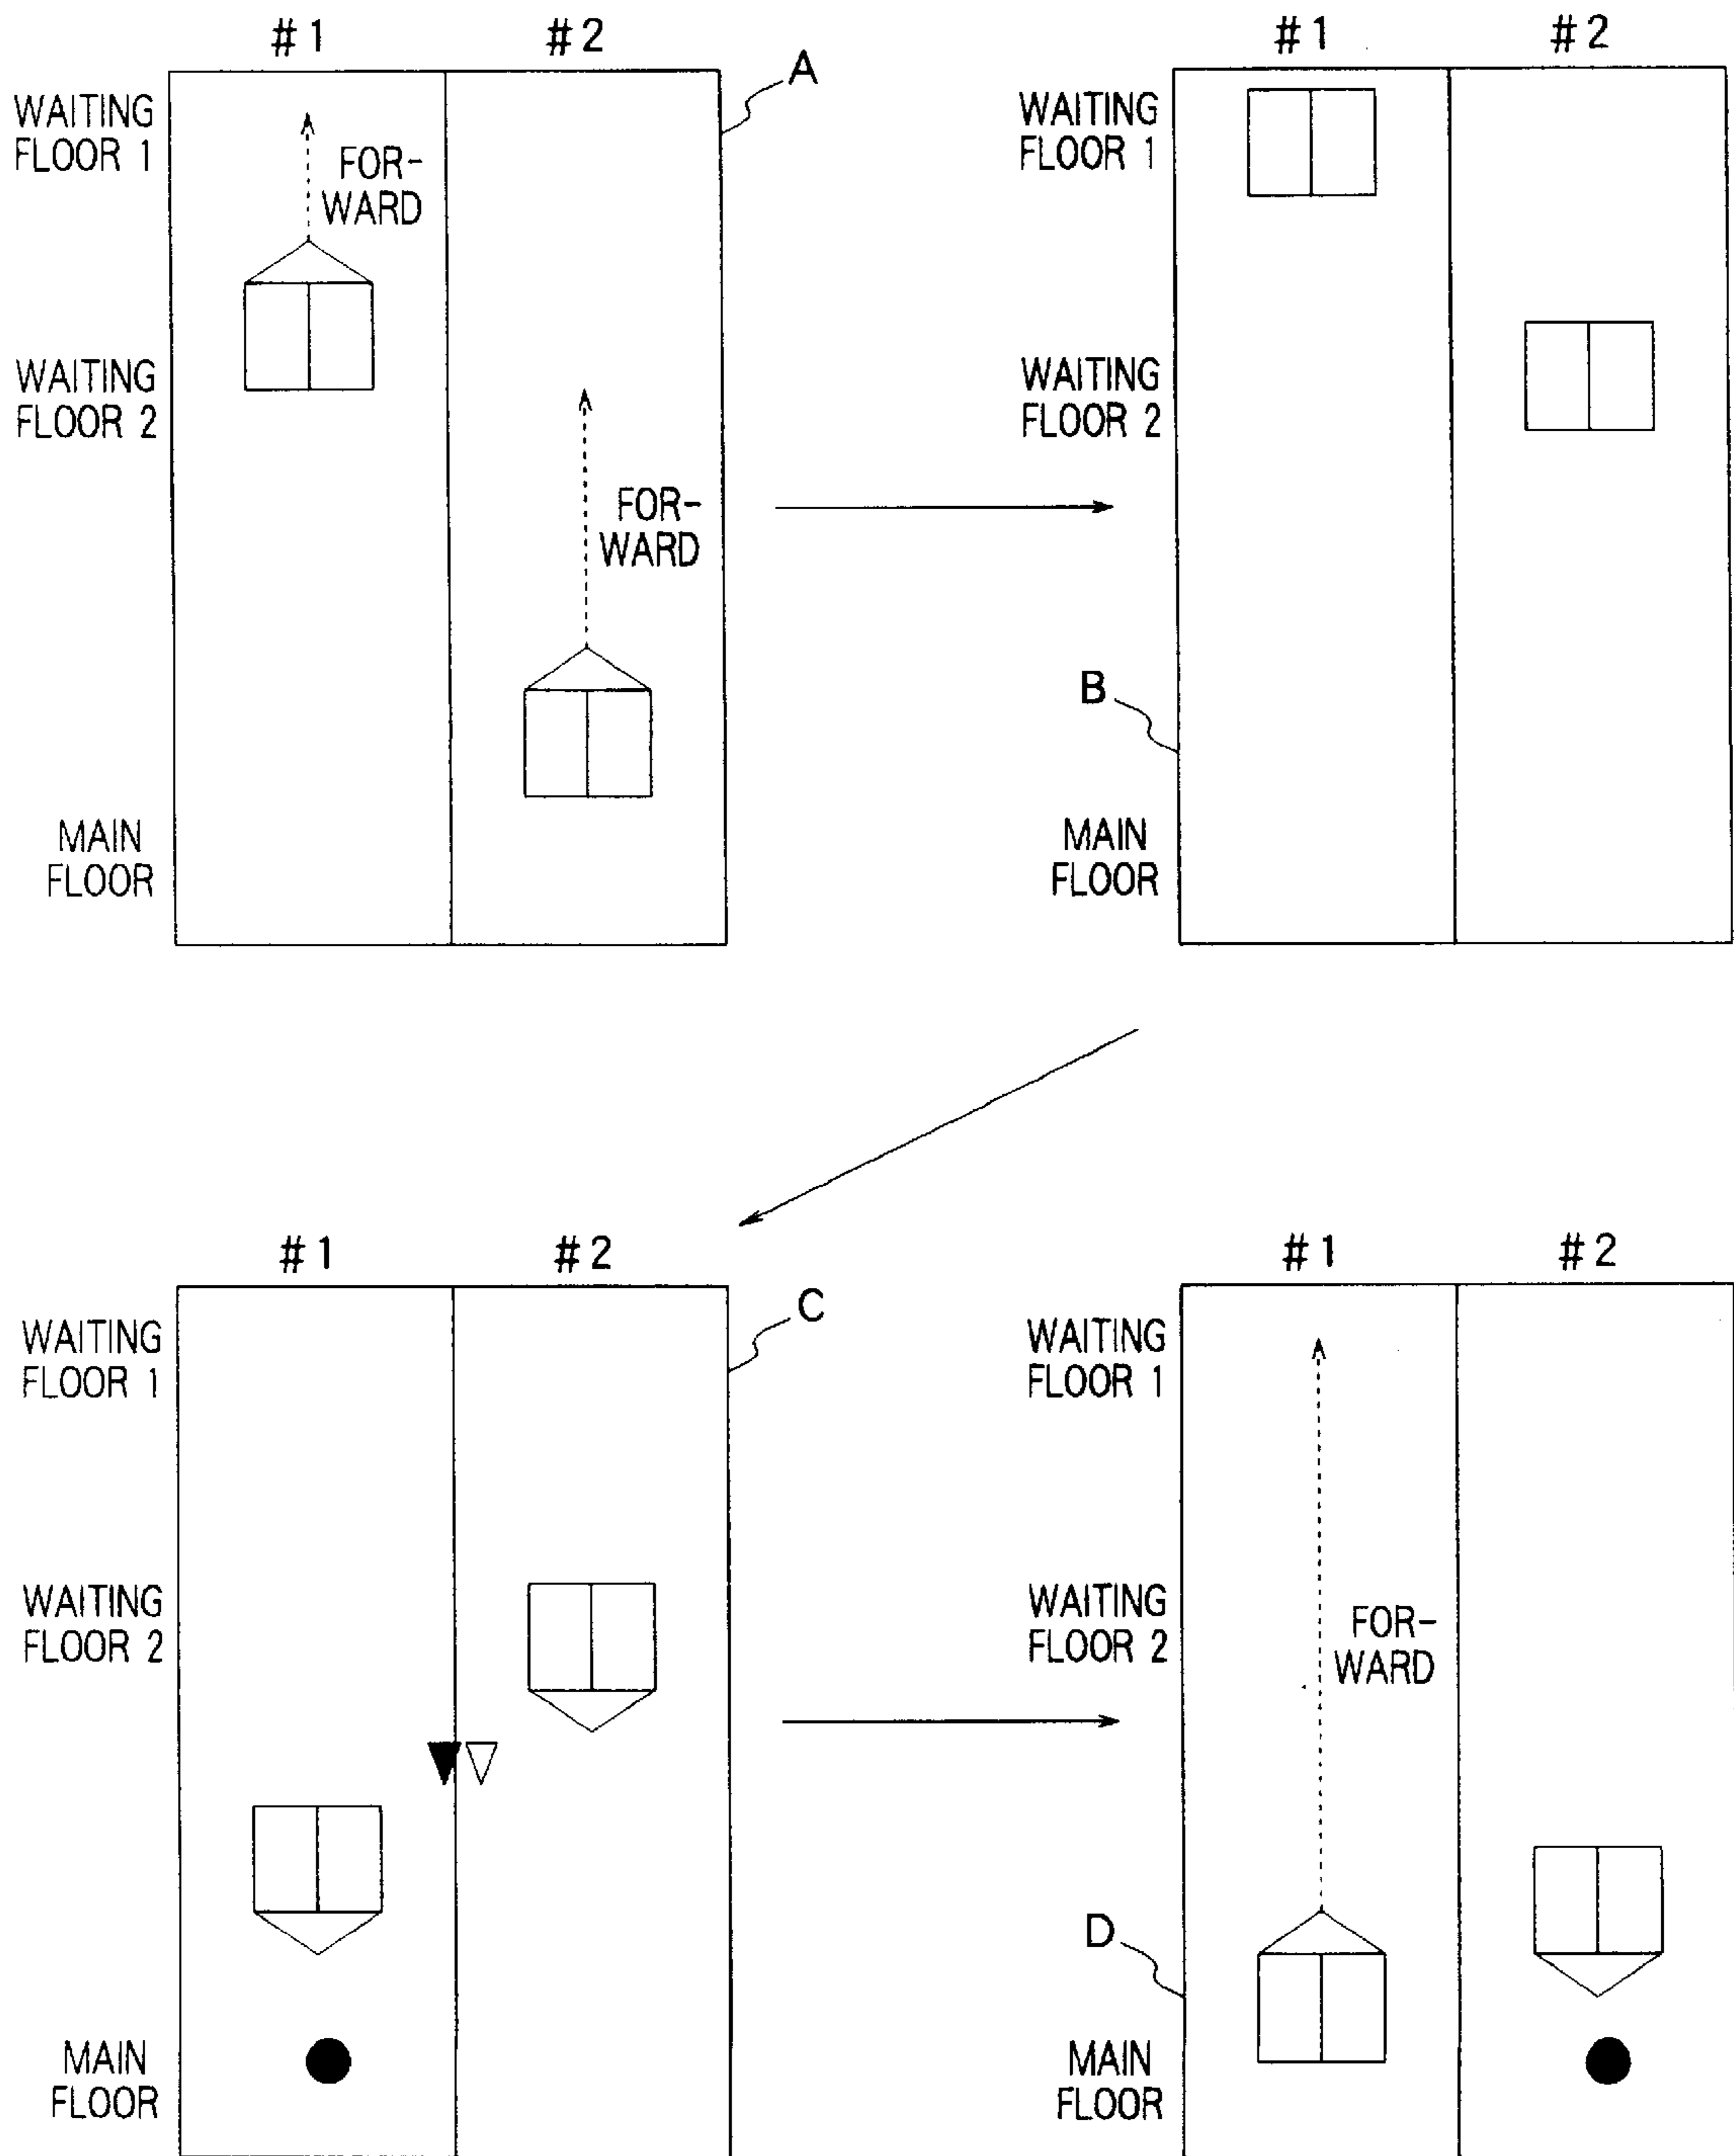 #1 #2
A
WAITING
FLOOR 1
FOR-
WARD
WAITING
FLOOR 2
FOR-
WARD
MAIN
FLOOR
#1 #2
WAITING
FLOOR 1
WAITING
FLOOR 2
B
MAIN
FLOOR
#1 #2
C
WAITING
FLOOR 1
WAITING
FLOOR 2
MAIN
FLOOR
#1 #2
WAITING
FLOOR 1
WAITING
FLOOR 2
FOR-
WARD
D
MAIN
FLOOR